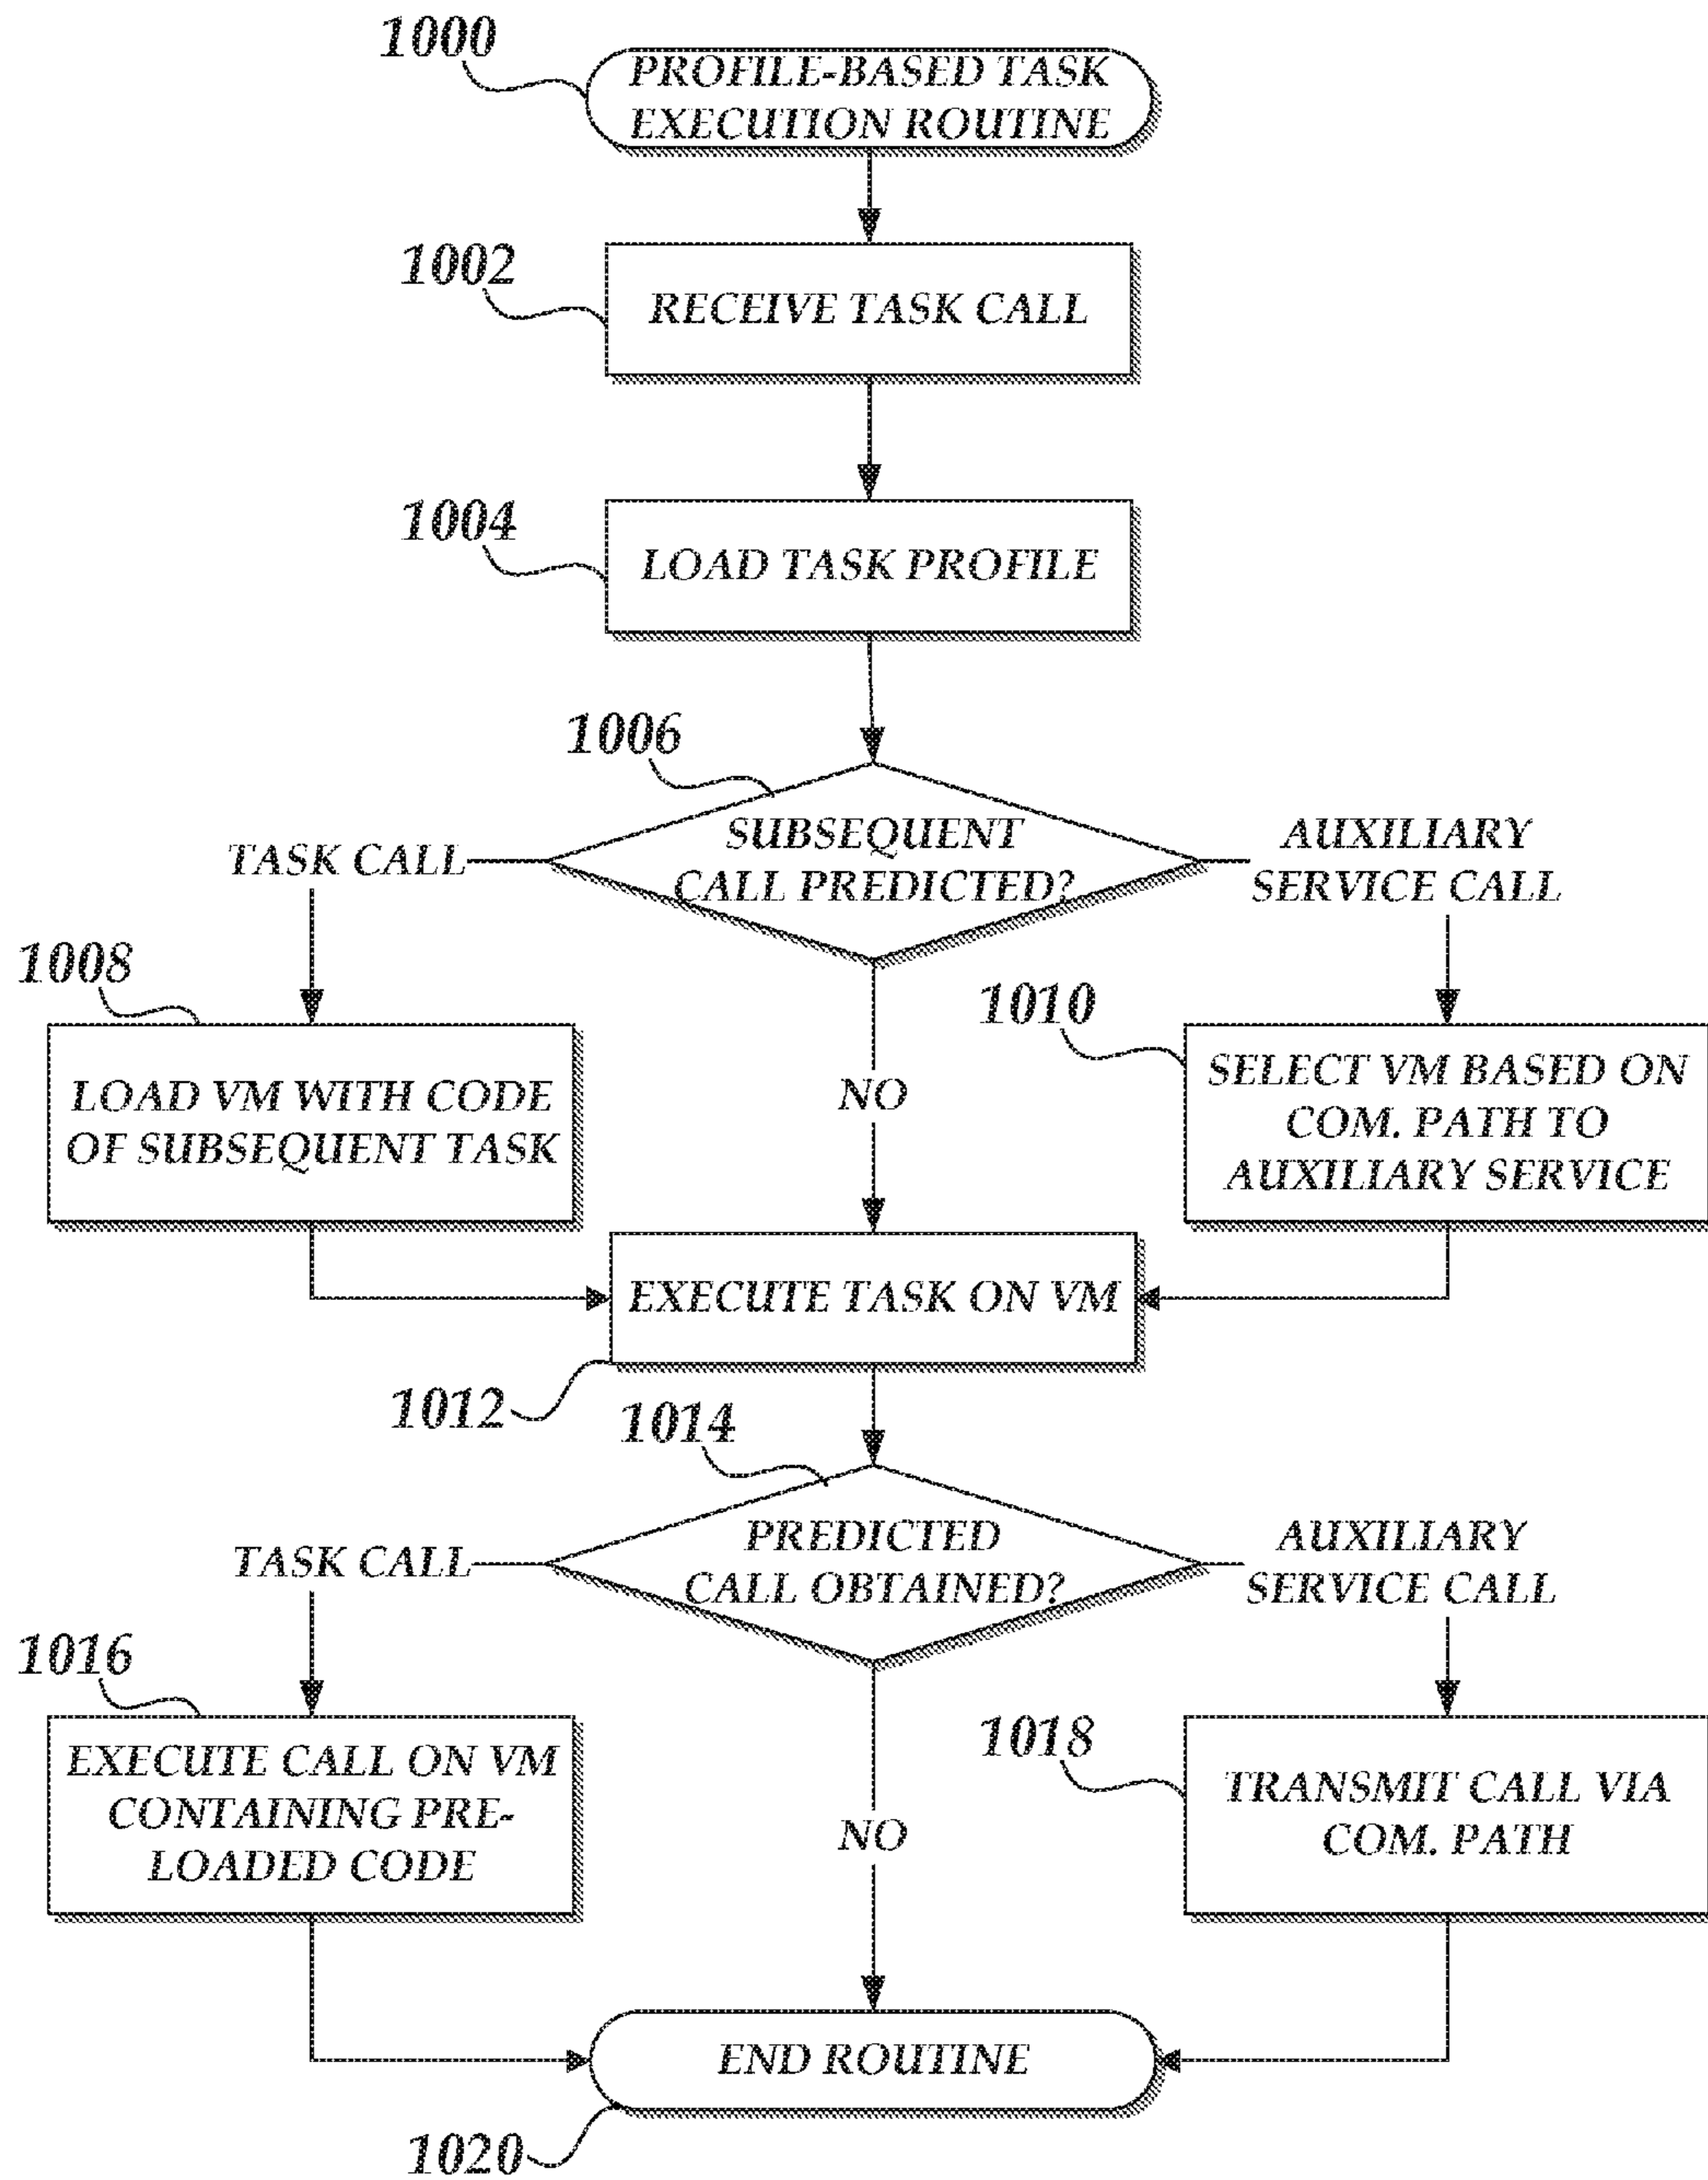 1000
PROFILE-BASED TASK
EXECUTION ROUTINE
1002
RECEIVE TASK CALL
1004
LOAD TASK PROFILE
1006
SUBSEQUENT
CALL PREDICTED?
TASK CALL
AUXILIARY
SERVICE CALL
1008
LOAD VM WITH CODE
OF SUBSEQUENT TASK
NO
1010
SELECT VM BASED ON
COM. PATH TO
AUXILIARY SERVICE
EXECUTE TASK ON VM
1012
1014
PREDICTED
CALL OBTAINED?
TASK CALL
AUXILIARY
SERVICE CALL
1016
EXECUTE CALL ON VM
CONTAINING PRE-
LOADED CODE
NO
1018
TRANSMIT CALL VIA
COM. PATH
END ROUTINE
1020